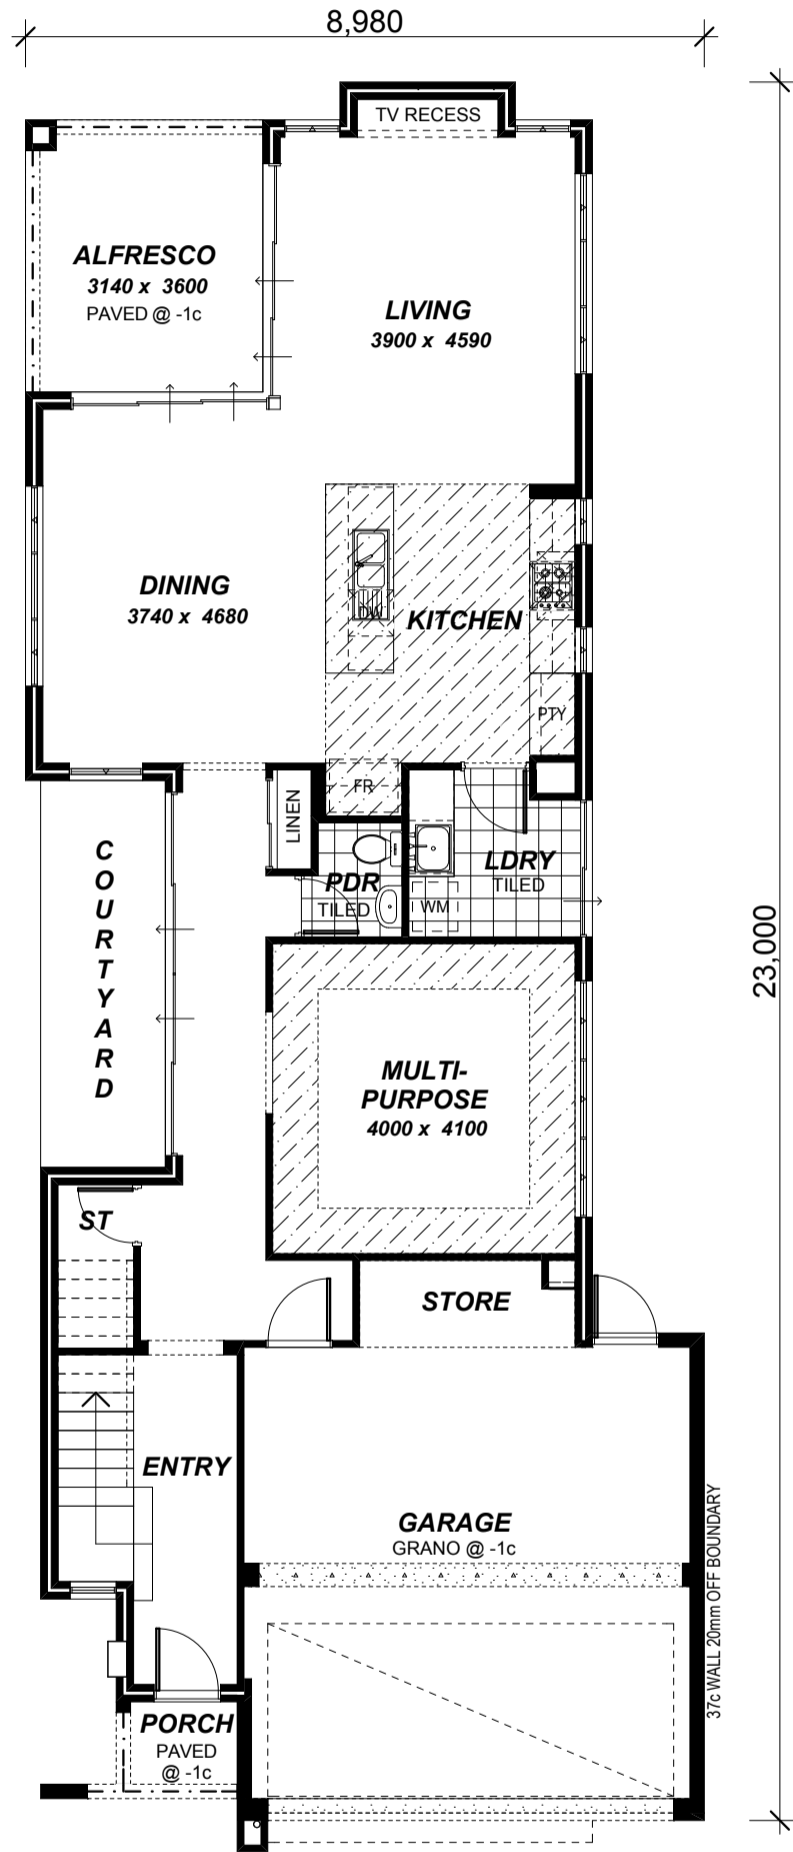 8,980
TV RECESS
ALFRESCO
3140 x 3600
PAVED @ -1c
LIVING
3900 x 4590
DINING
3740 x 4680
DW
KITCHEN
PTY
FR
LINEN
COURTYARD
PDR
TILED
LDRY
TILED
WM
23,000
MULTI-
PURPOSE
4000 x 4100
ST
STORE
ENTRY
GARAGE
GRANO @ -1c
37c WALL 20mm OFF BOUNDARY
PORCH
PAVED
@ -1c